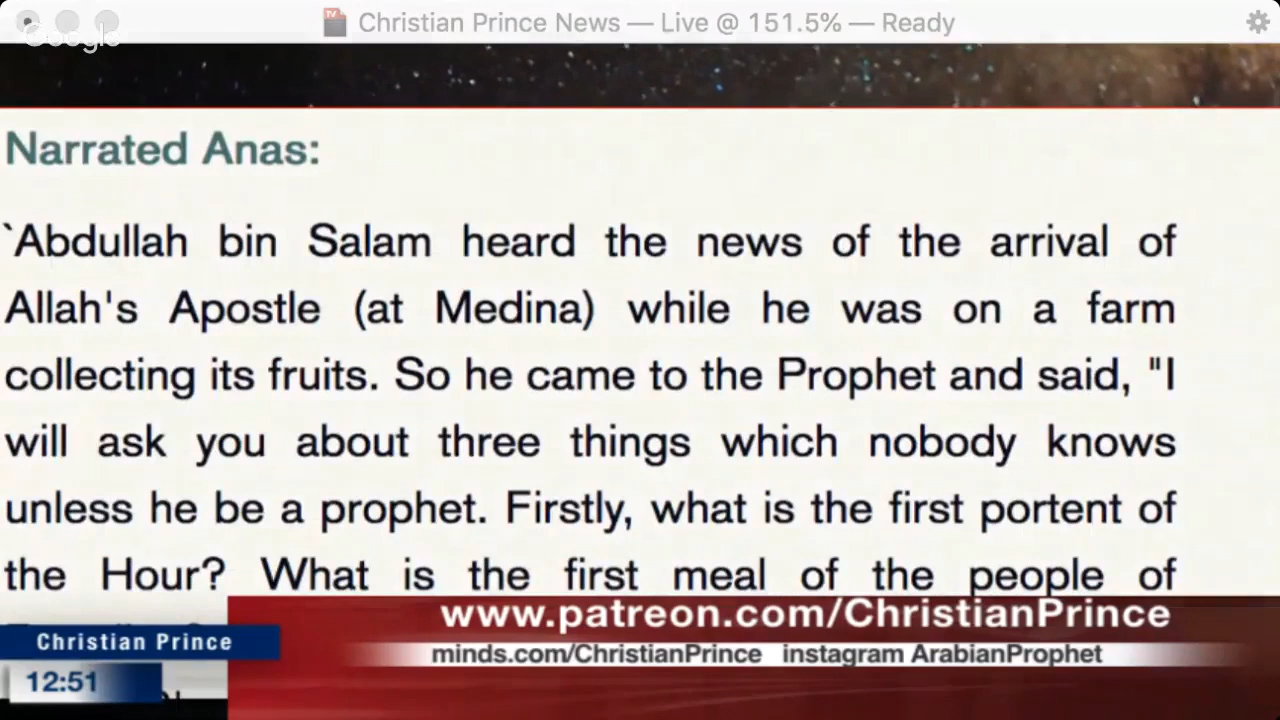 Christian Prince News — Live @ 151.5% — Ready
Google
Narrated Anas:
`Abdullah bin Salam heard the news of the arrival of
Allah's Apostle (at Medina) while he was on a farm
collecting its fruits. So he came to the Prophet and said, "I
will ask you about three things which nobody knows
unless he be a prophet. Firstly, what is the first portent of
the Hour? What is the first meal of the people of
www.patreon.com/ChristianPrince
Christian Prince
minds.com/ChristianPrince instagram ArabianProphet
12:51